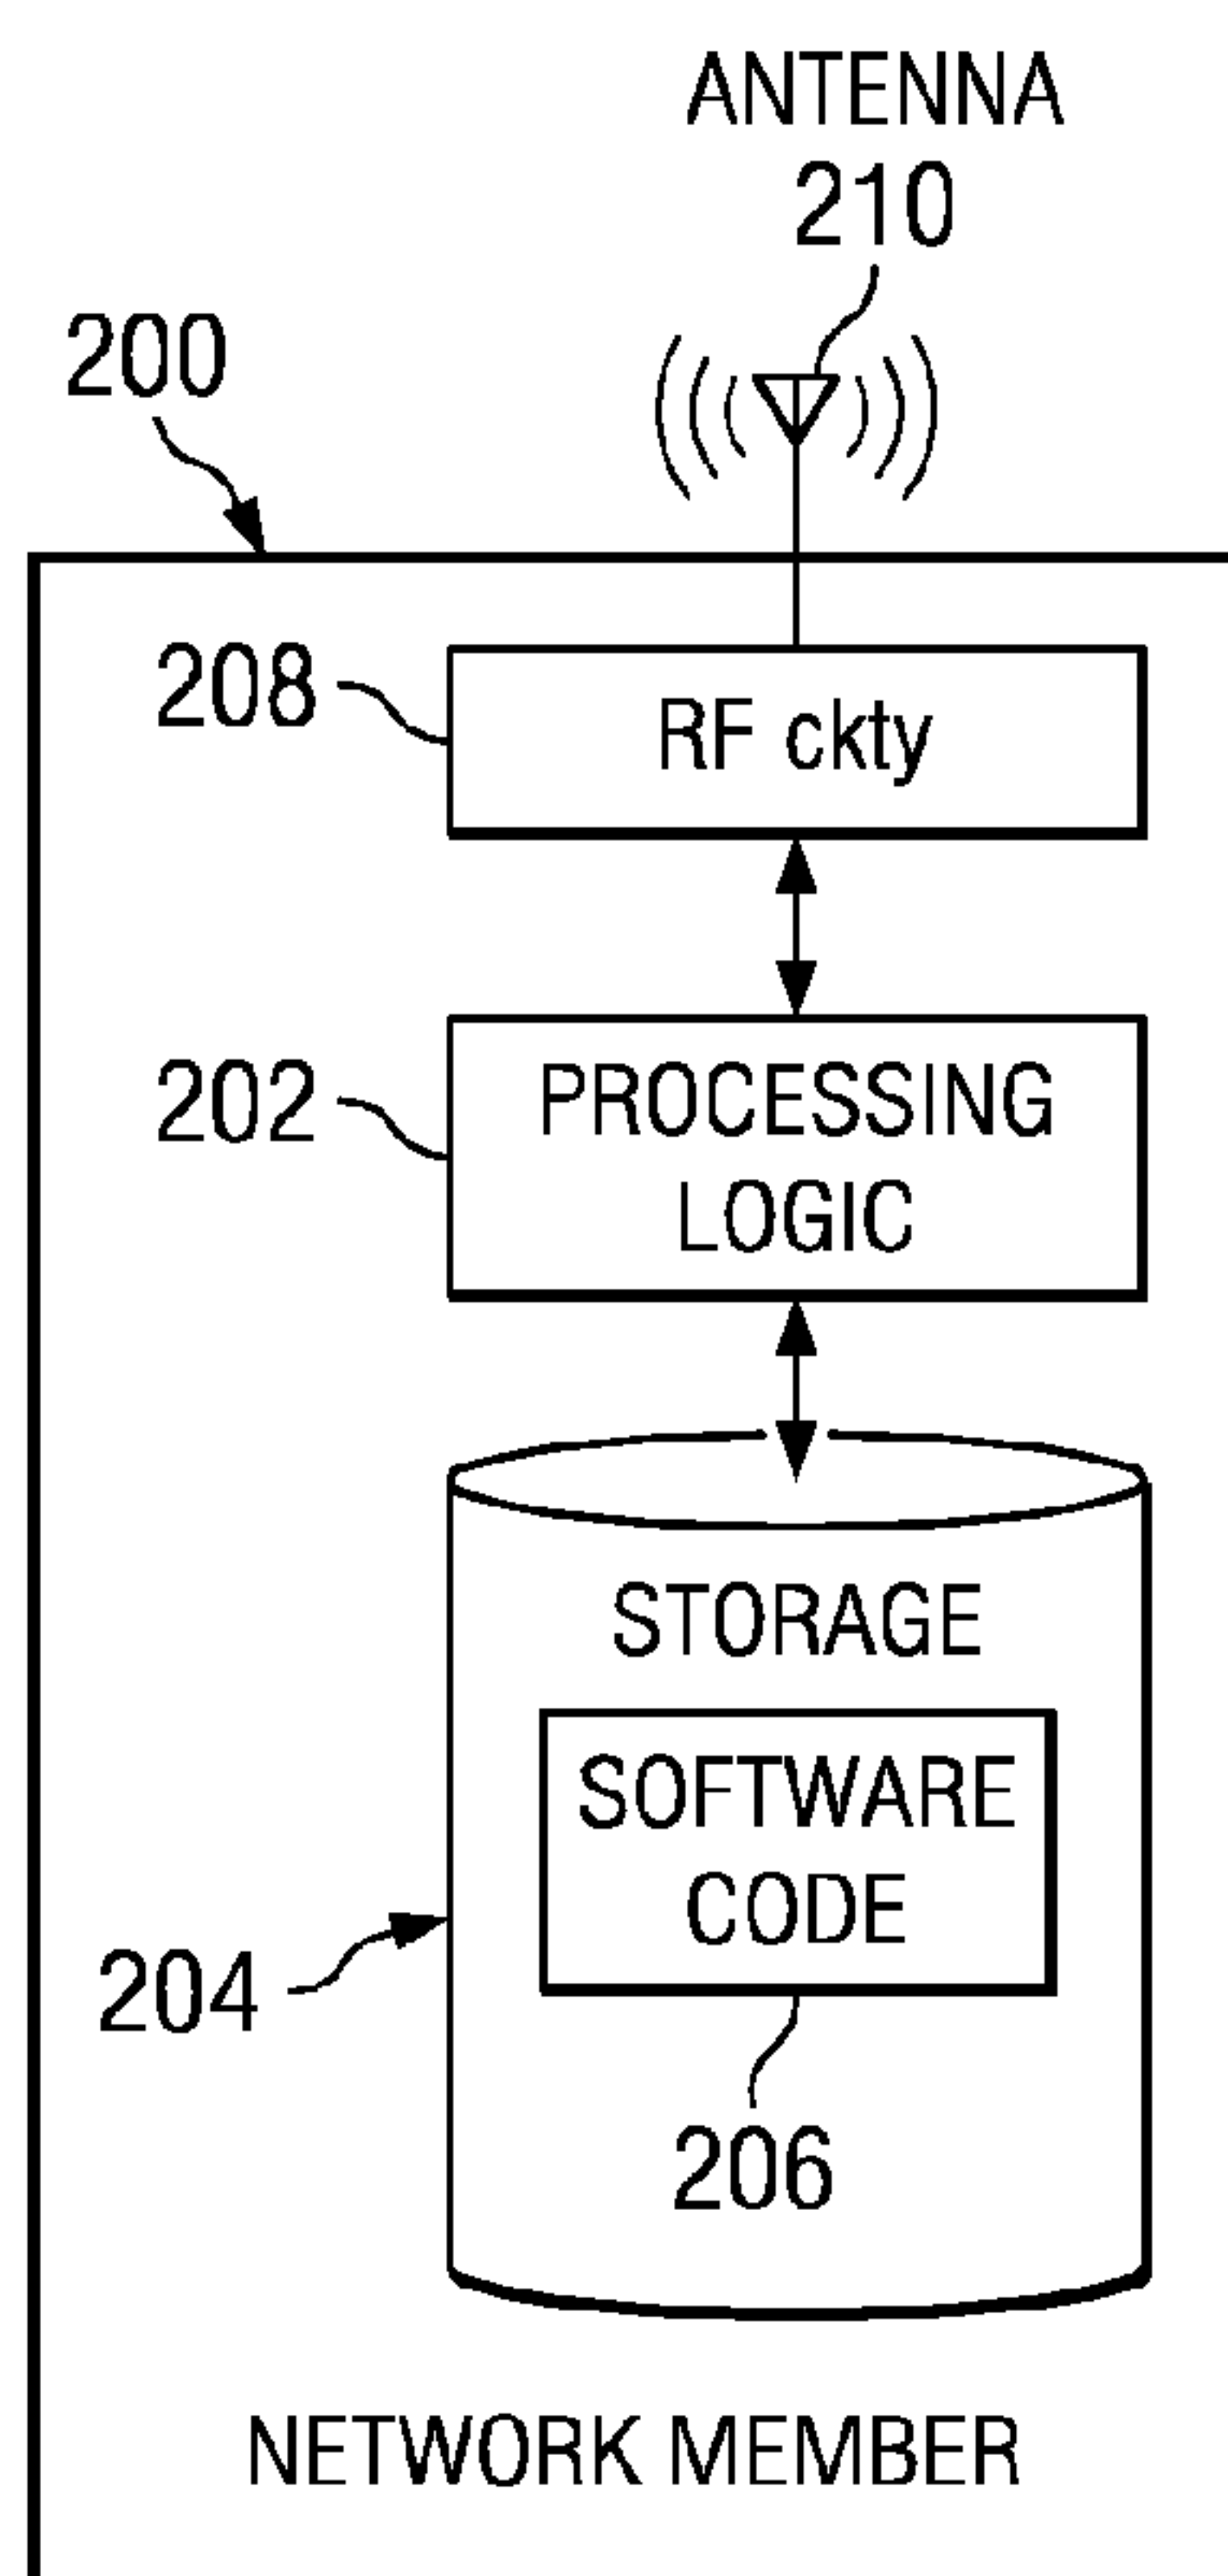 ANTENNA
210
200
208
RF ckty
202
PROCESSING
LOGIC
STORAGE
SOFTWARE
CODE
204
206
NETWORK MEMBER